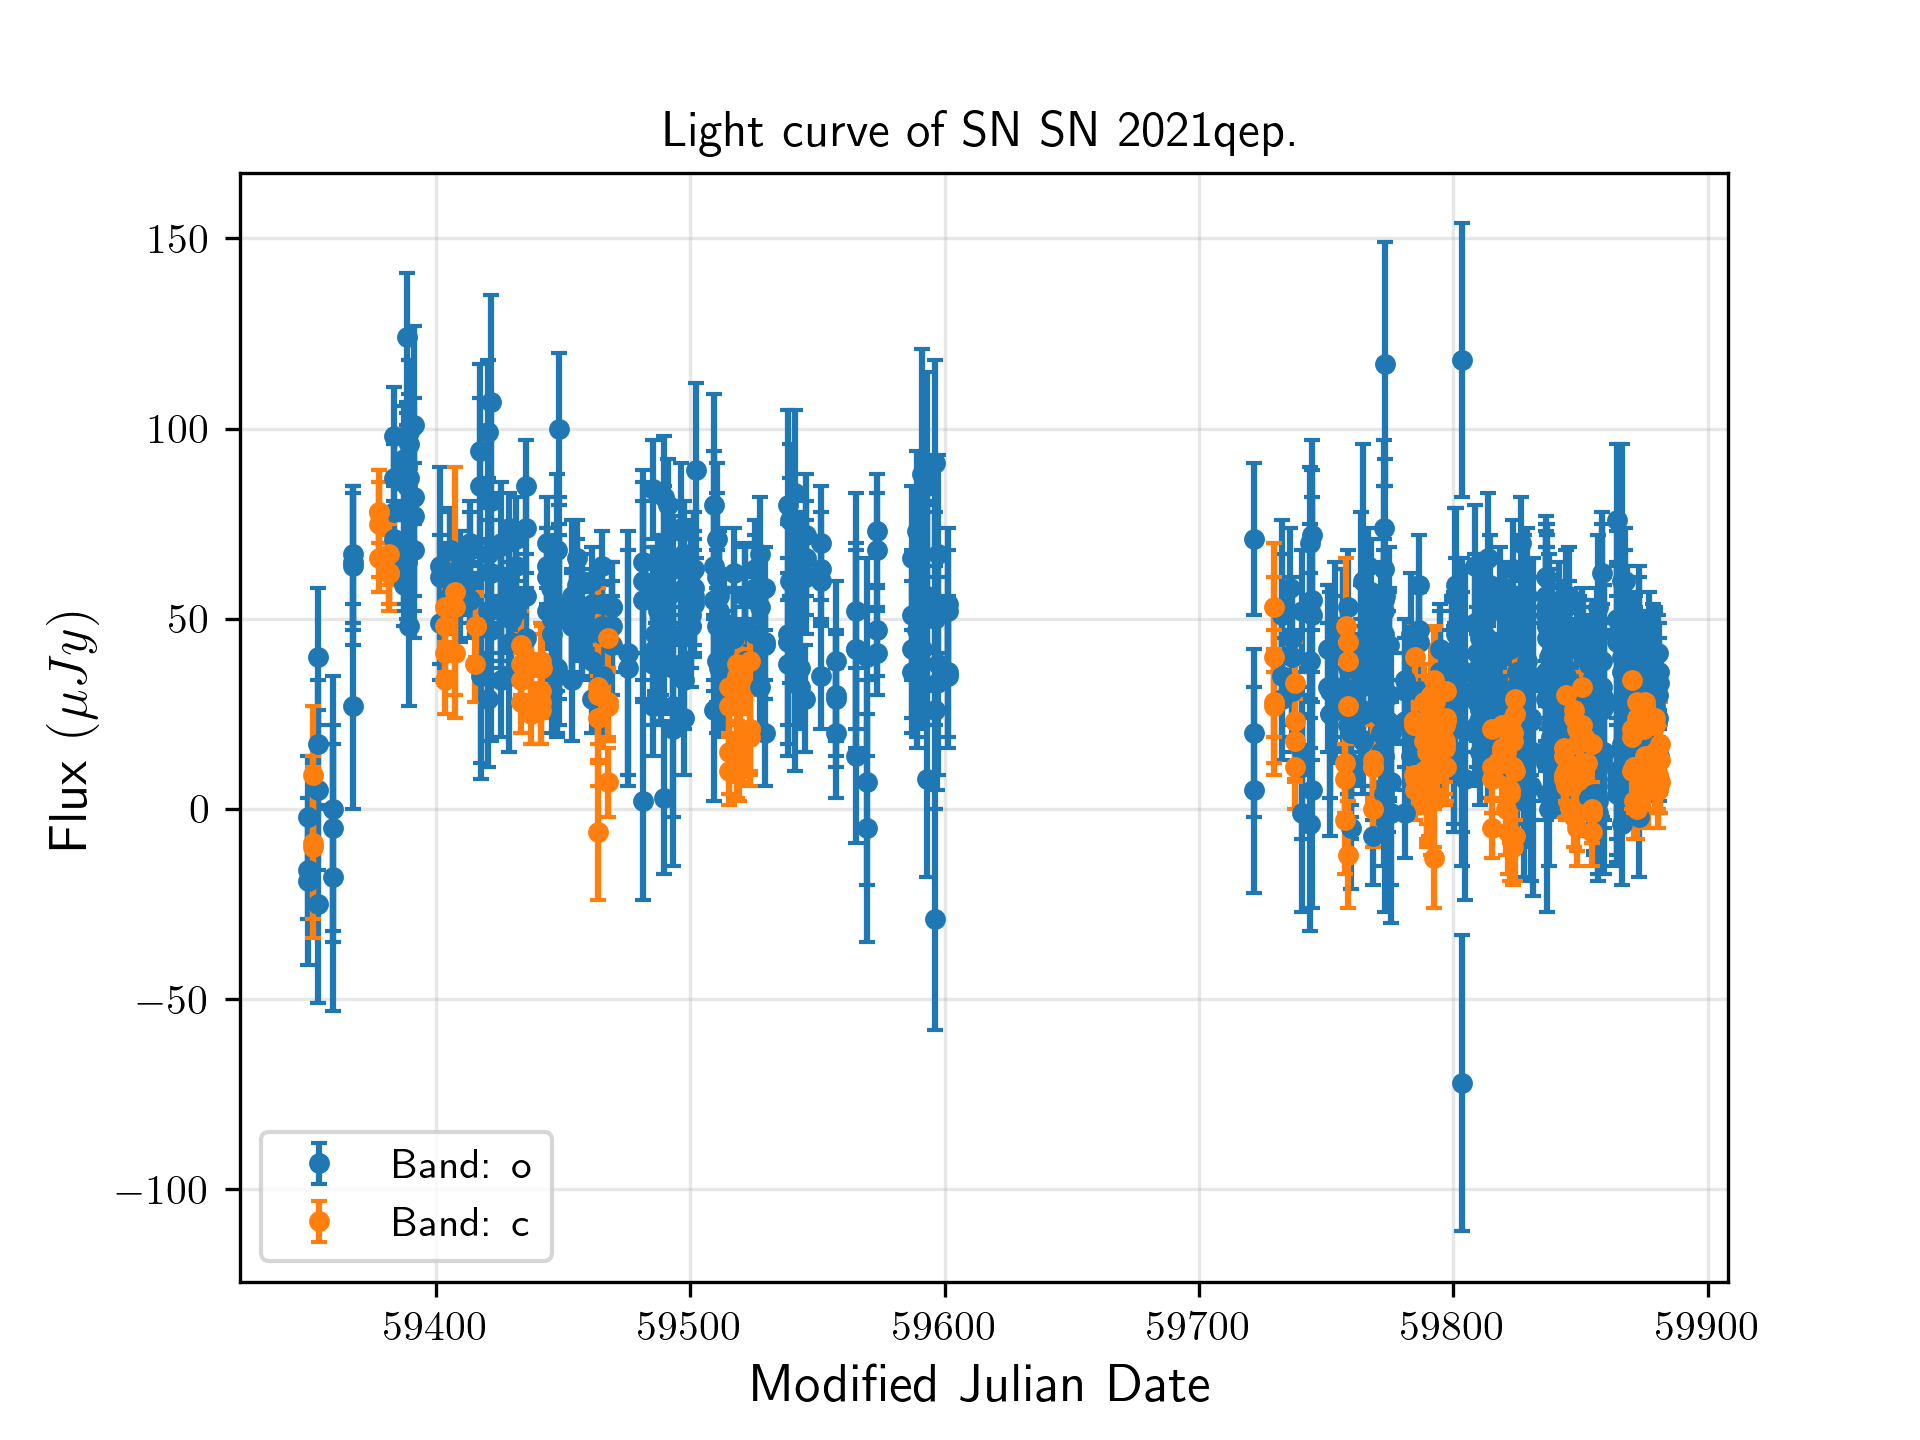 Light curve of SN SN 2021qep.
150
100
50
0
−50
−100
Flux (μJy)
Band: o
Band: c
59400 59500 59600 59700 59800 59900
Modified Julian Date